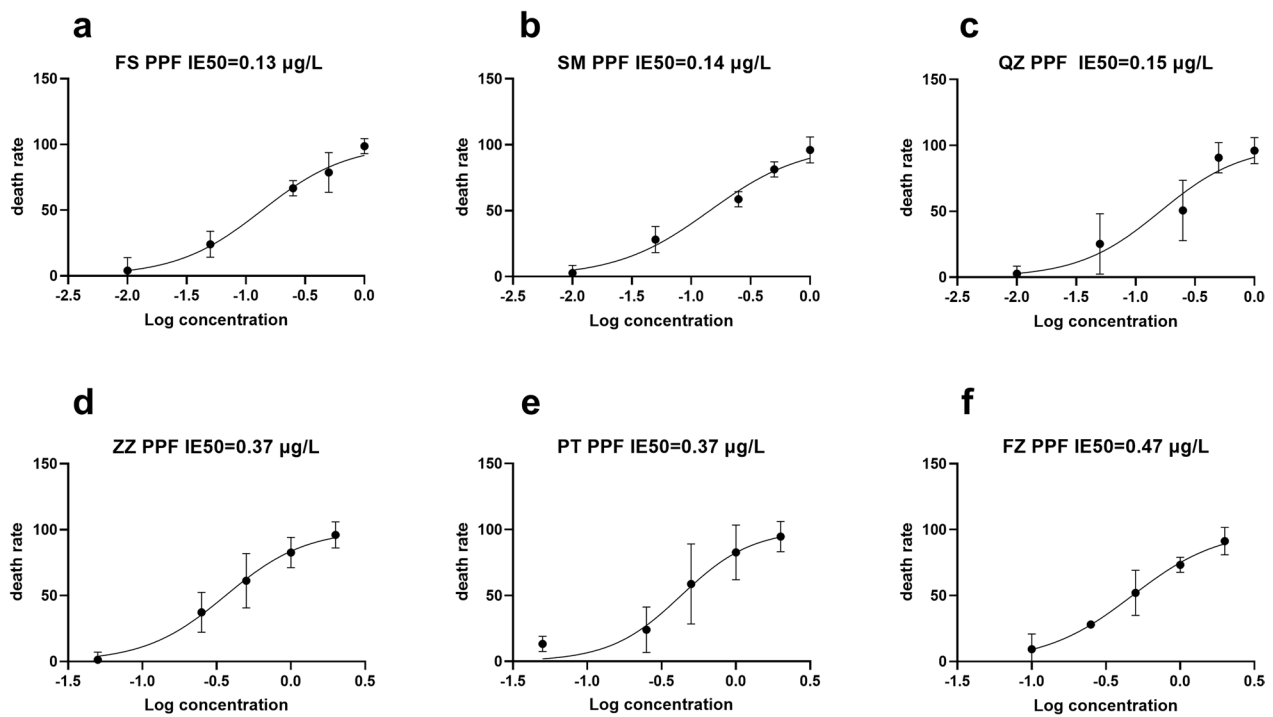 a
FS PPF IE50=0.13 µg/L
150
100
50
0
death rate
-2.5 -2.0 -1.5 -1.0 -0.5 0.0
Log concentration
b
SM PPF IE50=0.14 µg/L
150
100
50
0
death rate
-2.5 -2.0 -1.5 -1.0 -0.5 0.0
Log concentration
c
QZ PPF IE50=0.15 µg/L
150
100
50
0
death rate
-2.5 -2.0 -1.5 -1.0 -0.5 0.0
Log concentration
d
ZZ PPF IE50=0.37 µg/L
150
100
50
0
death rate
-1.5 -1.0 -0.5 0.0 0.5
Log concentration
e
PT PPF IE50=0.37 µg/L
150
100
50
0
death rate
-1.5 -1.0 -0.5 0.0 0.5
Log concentration
f
FZ PPF IE50=0.47 µg/L
150
100
50
0
death rate
-1.5 -1.0 -0.5 0.0 0.5
Log concentration